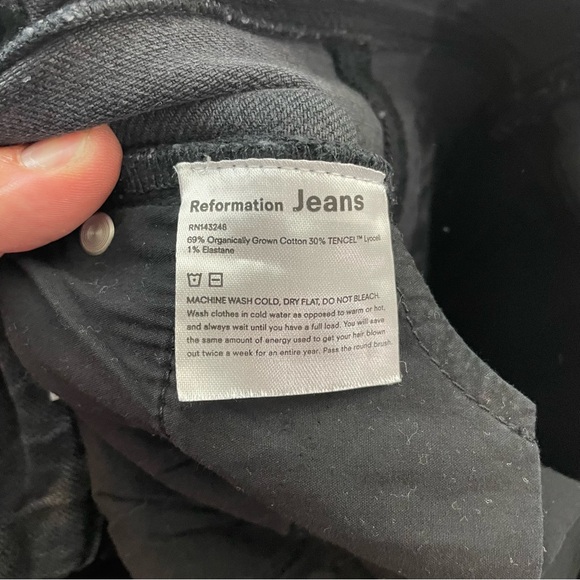 Reformation Jeans
RN143246
69% Organically Grown Cotton 30% TENCEL™ Lyocell
1% Elastane
MACHINE WASH COLD, DRY FLAT, DO NOT BLEACH.
Wash clothes in cold water as opposed to warm or hot,
and always wait until you have a full load. You will save
the same amount of energy used to get your hair blown
out twice a week for an entire year. Pass the round brush.